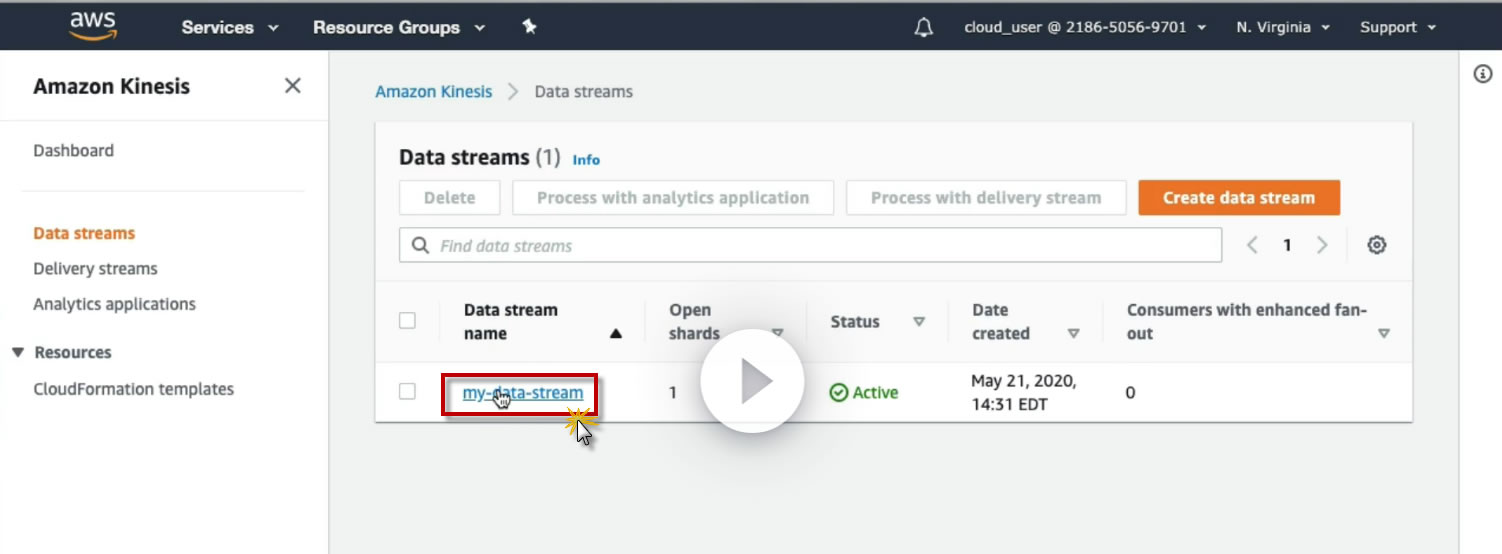 aws
Services
Resource Groups
cloud_user @ 2186-5056-9701
N. Virginia
Support
Amazon Kinesis
Dashboard
Data streams
Delivery streams
Analytics applications
Resources
CloudFormation templates
Amazon Kinesis
Data streams
Data streams (1) Info
Delete
Process with analytics application
Process with delivery stream
Create data stream
Find data streams
1
Data stream
name
Open
shards
Status
Date
created
Consumers with enhanced fan-
out
my-data-stream
1
Active
May 21, 2020,
14:31 EDT
0